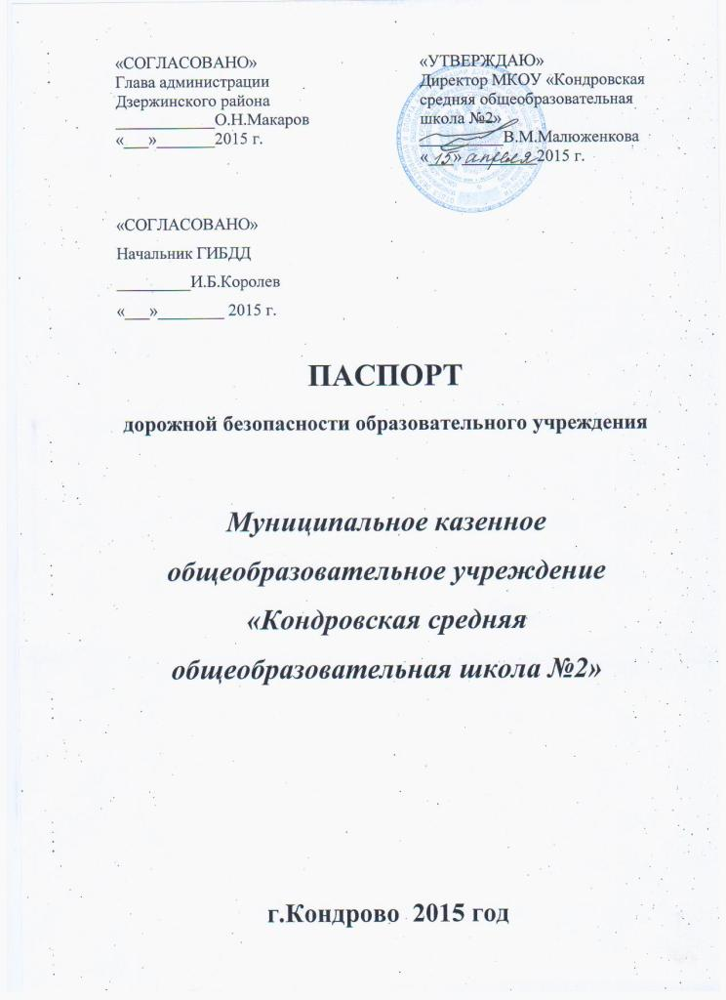 «СОГЛАСОВАНО»
Глава администрации
Дзержинского района
____________О.Н.Макаров
«___»_______2015 г.
«УТВЕРЖДАЮ»
Директор МКОУ «Кондровская
средняя общеобразовательная
школа №2»
__________В.М.Малюженкова
«15» апреля 2015 г.
«СОГЛАСОВАНО»
Начальник ГИБДД
_________И.Б.Королев
«___»________ 2015 г.
ПАСПОРТ
дорожной безопасности образовательного учреждения
Муниципальное казенное
общеобразовательное учреждение
«Кондровская средняя
общеобразовательная школа №2»
г.Кондрово 2015 год